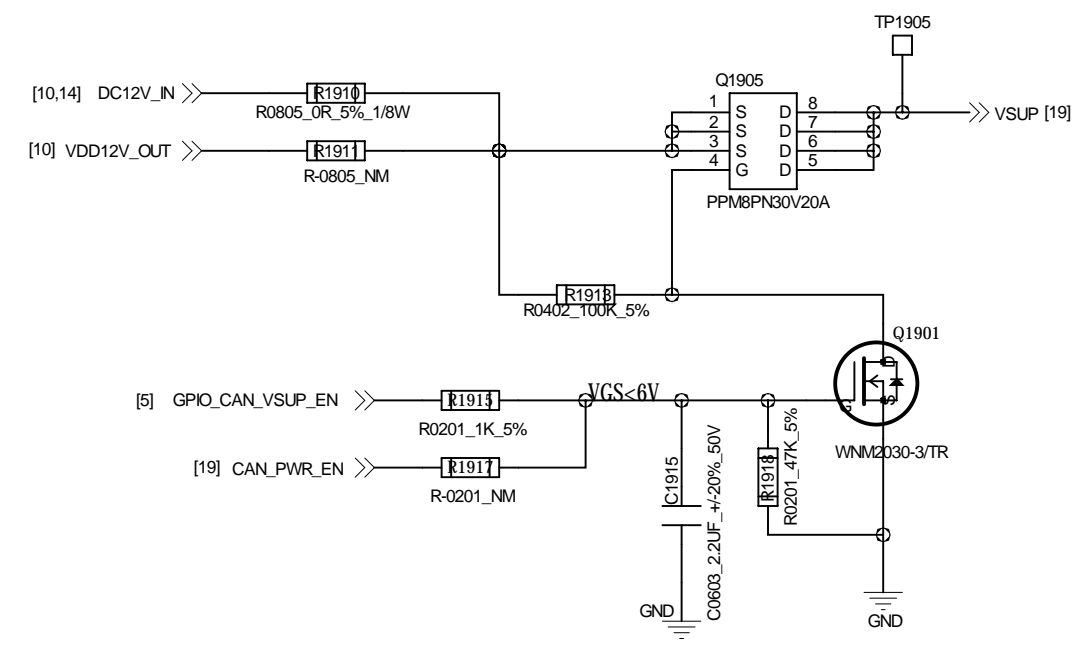 TP1905
Q1905
[10,14] DC12V_IN
R1910
R0805_0R_5%_1/8W
1 S D 8
2 S D 7
3 S D 6
4 G D 5
VSUP [19]
[10] VDD12V_OUT
R1911
R-0805_NM
PPM8PN30V20A
R1913
R0402_100K_5%
Q1901
D
G
S
WNM2030-3/TR
[5] GPIO_CAN_VSUP_EN
R1915
R0201_1K_5%
VGS<6V
[19] CAN_PWR_EN
R1917
R-0201_NM
C1915
C0603_2.2UF_+/-20%_50V
R1918
R0201_47K_5%
GND
GND